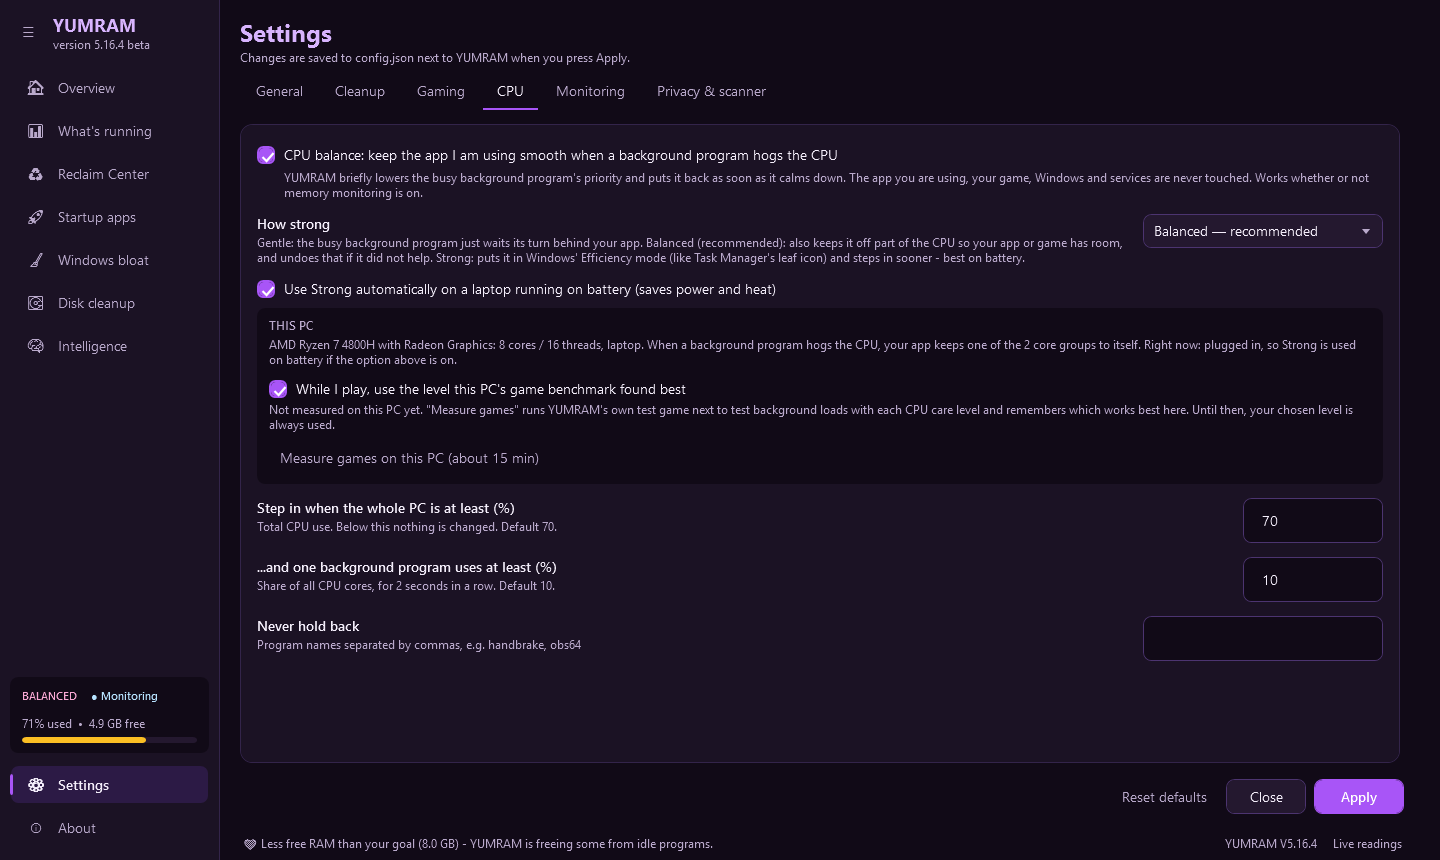 YUMRAM
version 5.16.4 beta
Overview
What's running
Reclaim Center
Startup apps
Windows bloat
Disk cleanup
Intelligence
BALANCED ● Monitoring
71% used • 4.9 GB free
Settings
About
Settings
Changes are saved to config.json next to YUMRAM when you press Apply.
General Cleanup Gaming CPU Monitoring Privacy & scanner
CPU balance: keep the app I am using smooth when a background program hogs the CPU
YUMRAM briefly lowers the busy background program's priority and puts it back as soon as it calms down. The app you are using, your game, Windows and services are never touched. Works whether or not
memory monitoring is on.
How strong
Gentle: the busy background program just waits its turn behind your app. Balanced (recommended): also keeps it off part of the CPU so your app or game has room,
and undoes that if it did not help. Strong: puts it in Windows' Efficiency mode (like Task Manager's leaf icon) and steps in sooner - best on battery.
Balanced — recommended
Use Strong automatically on a laptop running on battery (saves power and heat)
THIS PC
AMD Ryzen 7 4800H with Radeon Graphics: 8 cores / 16 threads, laptop. When a background program hogs the CPU, your app keeps one of the 2 core groups to itself. Right now: plugged in, so Strong is used
on battery if the option above is on.
While I play, use the level this PC's game benchmark found best
Not measured on this PC yet. "Measure games" runs YUMRAM's own test game next to test background loads with each CPU care level and remembers which works best here. Until then, your chosen level is
always used.
Measure games on this PC (about 15 min)
Step in when the whole PC is at least (%)
Total CPU use. Below this nothing is changed. Default 70.
70
...and one background program uses at least (%)
Share of all CPU cores, for 2 seconds in a row. Default 10.
10
Never hold back
Program names separated by commas, e.g. handbrake, obs64
Reset defaults Close Apply
Less free RAM than your goal (8.0 GB) - YUMRAM is freeing some from idle programs.
YUMRAM V5.16.4 Live readings